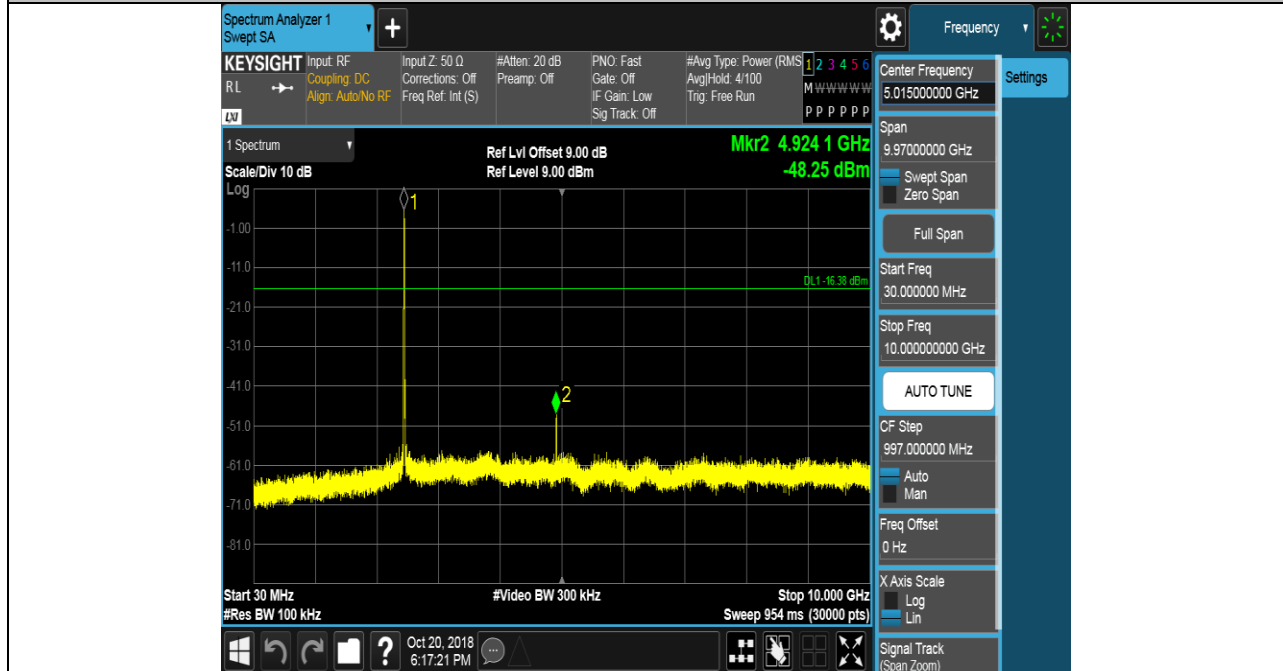 Spectrum Analyzer 1
Swept SA
+
Frequency
KEYSIGHT
RL
LXI
Input: RF
Coupling: DC
Align: Auto/No RF
Input Z: 50 Ω
Corrections: Off
Freq Ref: Int (S)
#Atten: 20 dB
Preamp: Off
PNO: Fast
Gate: Off
IF Gain: Low
Sig Track: Off
#Avg Type: Power (RMS
Avg|Hold: 4/100
Trig: Free Run
1 2 3 4 5 6
M W W W W W
P P P P P P
1 Spectrum
Scale/Div 10 dB
Log
Ref Lvl Offset 9.00 dB
Ref Level 9.00 dBm
Mkr2 4.924 1 GHz
-48.25 dBm
1
-1.00
-11.0
DL1 -16.38 dBm
-21.0
-31.0
-41.0
2
-51.0
-61.0
-71.0
-81.0
Start 30 MHz
#Res BW 100 kHz
#Video BW 300 kHz
Stop 10.000 GHz
Sweep 954 ms (30000 pts)
?
Oct 20, 2018
6:17:21 PM
Center Frequency
5.015000000 GHz
Span
9.97000000 GHz
Swept Span
Zero Span
Full Span
Start Freq
30.000000 MHz
Stop Freq
10.000000000 GHz
AUTO TUNE
CF Step
997.000000 MHz
Auto
Man
Freq Offset
0 Hz
X Axis Scale
Log
Lin
Signal Track
(Span Zoom)
Settings